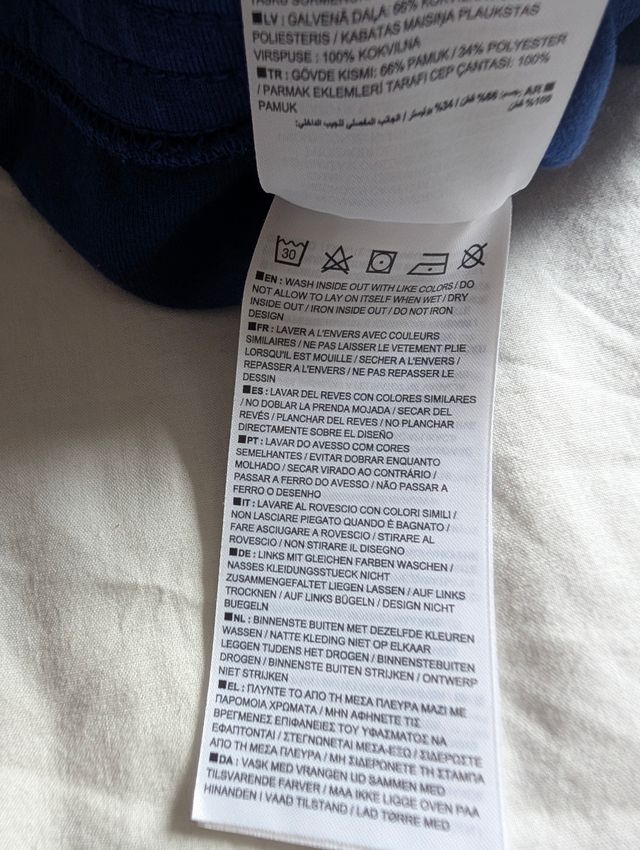 ■LV : GALVENĀ DAĻA: 66% KOKVILNA
POLIESTERIS / KABATAS MAISIŅA PLAUKSTAS
VIRSPUSE : 100% KOKVILNA
■TR : GÖVDE KISMI: 66% PAMUK / 34% POLYESTER
/ PARMAK EKLEMLERİ TARAFI CEP ÇANTASI: 100%
PAMUK
30
■EN : WASH INSIDE OUT WITH LIKE COLORS / DO
NOT ALLOW TO LAY ON ITSELF WHEN WET / DRY
INSIDE OUT / IRON INSIDE OUT / DO NOT IRON
DESIGN
■FR : LAVER A L'ENVERS AVEC COULEURS
SIMILAIRES / NE PAS LAISSER LE VETEMENT PLIE
LORSQU'IL EST MOUILLE / SECHER A L'ENVERS /
REPASSER A L'ENVERS / NE PAS REPASSER LE
DESSIN
■ES : LAVAR DEL REVES CON COLORES SIMILARES
/ NO DOBLAR LA PRENDA MOJADA / SECAR DEL
REVÉS / PLANCHAR DEL REVES / NO PLANCHAR
DIRECTAMENTE SOBRE EL DISEÑO
■PT : LAVAR DO AVESSO COM CORES
SEMELHANTES / EVITAR DOBRAR ENQUANTO
MOLHADO / SECAR VIRADO AO CONTRÁRIO /
PASSAR A FERRO DO AVESSO / NÃO PASSAR A
FERRO O DESENHO
■IT : LAVARE AL ROVESCIO CON COLORI SIMILI /
NON LASCIARE PIEGATO QUANDO È BAGNATO /
FARE ASCIUGARE A ROVESCIO / STIRARE AL
ROVESCIO / NON STIRARE IL DISEGNO
■DE : LINKS MIT GLEICHEN FARBEN WASCHEN /
NASSES KLEIDUNGSSTUECK NICHT
ZUSAMMENGEFALTET LIEGEN LASSEN / AUF LINKS
TROCKNEN / AUF LINKS BÜGELN / DESIGN NICHT
BUEGELN
■NL : BINNENSTE BUITEN MET DEZELFDE KLEUREN
WASSEN / NATTE KLEDING NIET OP ELKAAR
LEGGEN TIJDENS HET DROGEN / BINNENSTEBUITEN
DROGEN / BINNENSTE BUITEN STRIJKEN / ONTWERP
NIET STRIJKEN
■EL : ΠΛΥΝΤΕ ΤΟ ΑΠΟ ΤΗ ΜΕΣΑ ΠΛΕΥΡΑ ΜΑΖΙ ΜΕ
ΠΑΡΟΜΟΙΑ ΧΡΩΜΑΤΑ / ΜΗΝ ΑΦΗΝΕΤΕ ΤΙΣ
ΒΡΕΓΜΕΝΕΣ ΕΠΙΦΑΝΕΙΕΣ ΤΟΥ ΥΦΑΣΜΑΤΟΣ ΝΑ
ΕΦΑΠΤΟΝΤΑΙ / ΣΤΕΓΝΩΝΕΤΑΙ ΜΕΣΑ-ΕΞΩ / ΣΙΔΕΡΩΣΤΕ
ΑΠΟ ΤΗ ΜΕΣΑ ΠΛΕΥΡΑ / ΜΗ ΣΙΔΕΡΩΝΕΤΕ ΤΗ ΣΤΑΜΠΑ
■DA : VASK MED VRANGEN UD SAMMEN MED
TILSVARENDE FARVER / MAA IKKE LIGGE OVEN PAA
HINANDEN I VAAD TILSTAND / LAD TØRRE MED